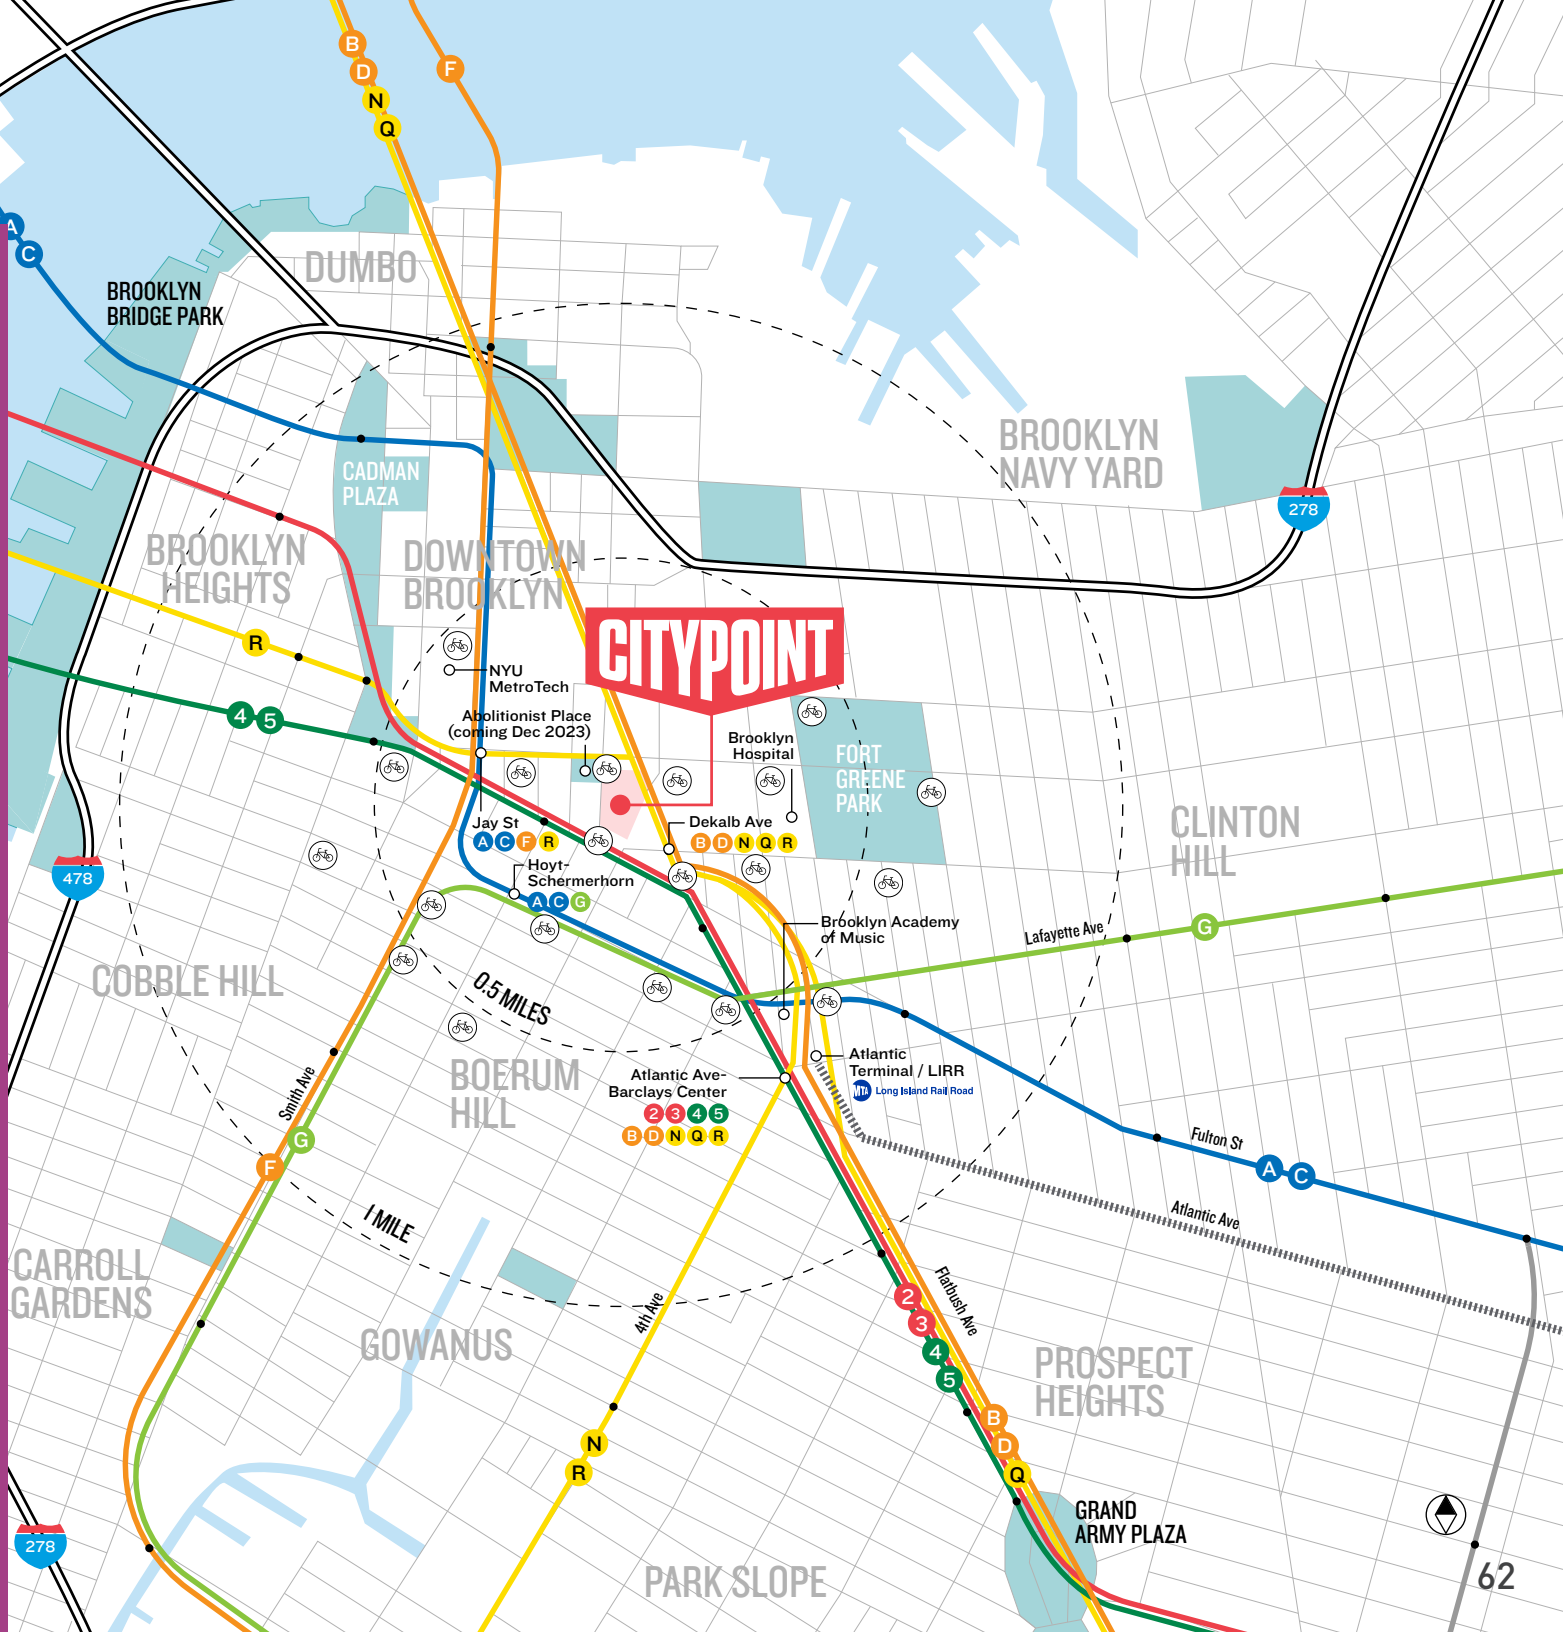 B
D
N
Q
F
A
C
DUMBO
BROOKLYN
BRIDGE PARK
BROOKLYN
NAVY YARD
CADMAN
PLAZA
278
BROOKLYN
HEIGHTS
DOWNTOWN
BROOKLYN
R
CITYPOINT
NYU
MetroTech
4 5
Abolitionist Place
(coming Dec 2023)
Brooklyn
Hospital
FORT
GREENE
PARK
Jay St
A C F R
Dekalb Ave
B D N Q R
CLINTON
HILL
478
Hoyt-
Schermerhorn
A C G
Brooklyn Academy
of Music
Lafayette Ave
G
COBBLE HILL
0.5 MILES
BOERUM
HILL
Atlantic
Terminal / LIRR
MTA Long Island Rail Road
Atlantic Ave-
Barclays Center
2 3 4 5
B D N Q R
Smith Ave
G
F
Fulton St
A C
1 MILE
Atlantic Ave
CARROLL
GARDENS
GOWANUS
4th Ave
Flatbush Ave
2
3
4
5
PROSPECT
HEIGHTS
B
D
Q
N
R
GRAND
ARMY PLAZA
278
PARK SLOPE
62